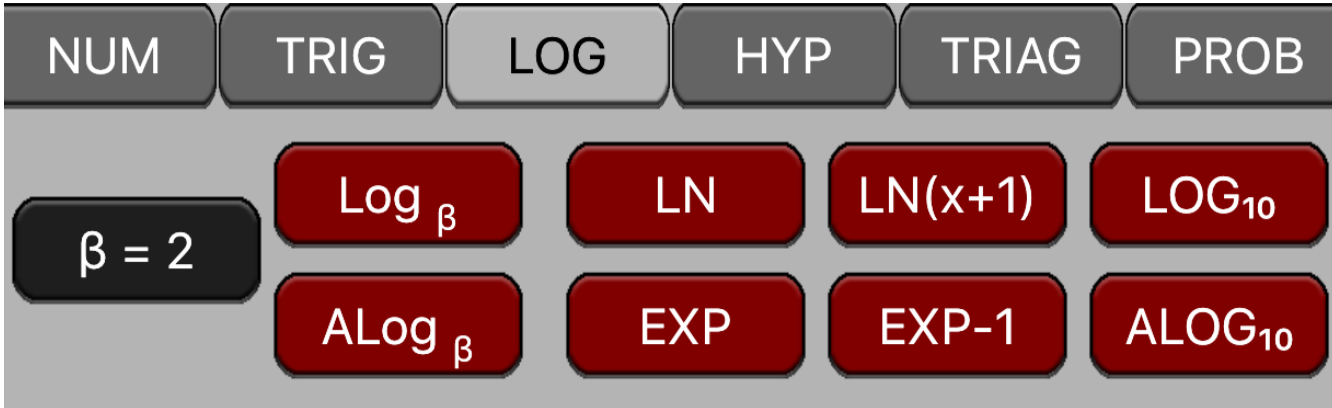 NUM TRIG LOG HYP TRIAG PROB
Log β LN LN(x+1) LOG₁₀
β = 2
ALog β EXP EXP-1 ALOG₁₀